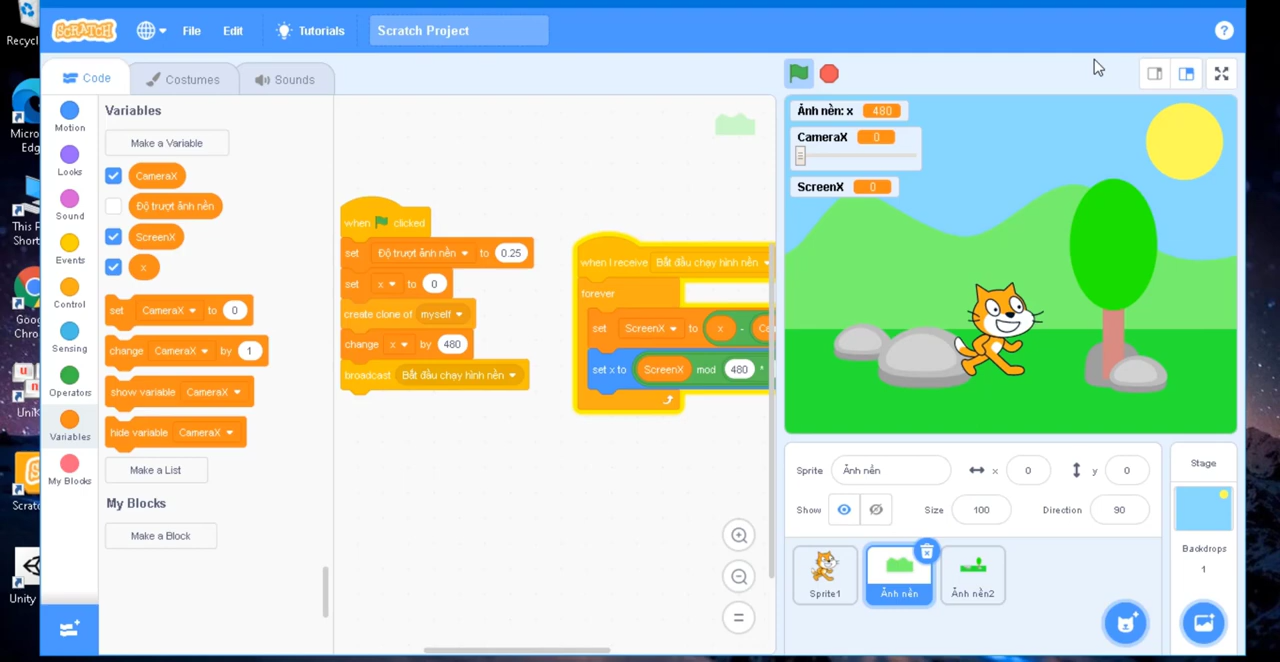 Recycl
Micro
Edg
This P
Short
Goog
Chro
UniK
Scratc
Unity
SCRATCH
File
Edit
Tutorials
Scratch Project
?
Code
Costumes
Sounds
Motion
Looks
Sound
Events
Control
Sensing
Operators
Variables
My Blocks
Variables
Make a Variable
CameraX
Độ trượt ảnh nền
ScreenX
x
set CameraX to 0
change CameraX by 1
show variable CameraX
hide variable CameraX
Make a List
My Blocks
Make a Block
when clicked
set Độ trượt ảnh nền to 0.25
set x to 0
create clone of myself
change x by 480
broadcast Bắt đầu chạy hình nền
when I receive Bắt đầu chạy hình nền
forever
set ScreenX to x - Ca
set x to ScreenX mod 480 *
Ảnh nền: x 480
CameraX 0
ScreenX 0
Sprite Ảnh nền x 0 y 0
Show Size 100 Direction 90
Sprite1
Ảnh nền
Ảnh nền2
Stage
Backdrops
1